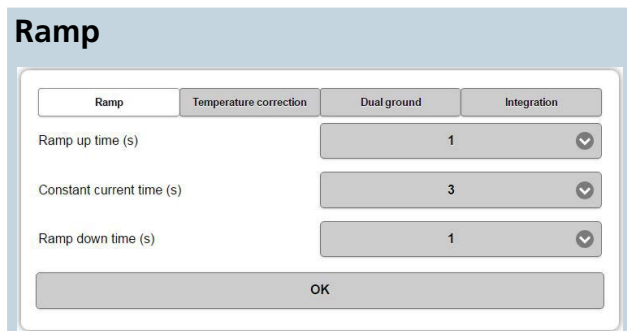 Ramp
Ramp Temperature correction Dual ground Integration
Ramp up time (s) 1
Constant current time (s) 3
Ramp down time (s) 1
OK